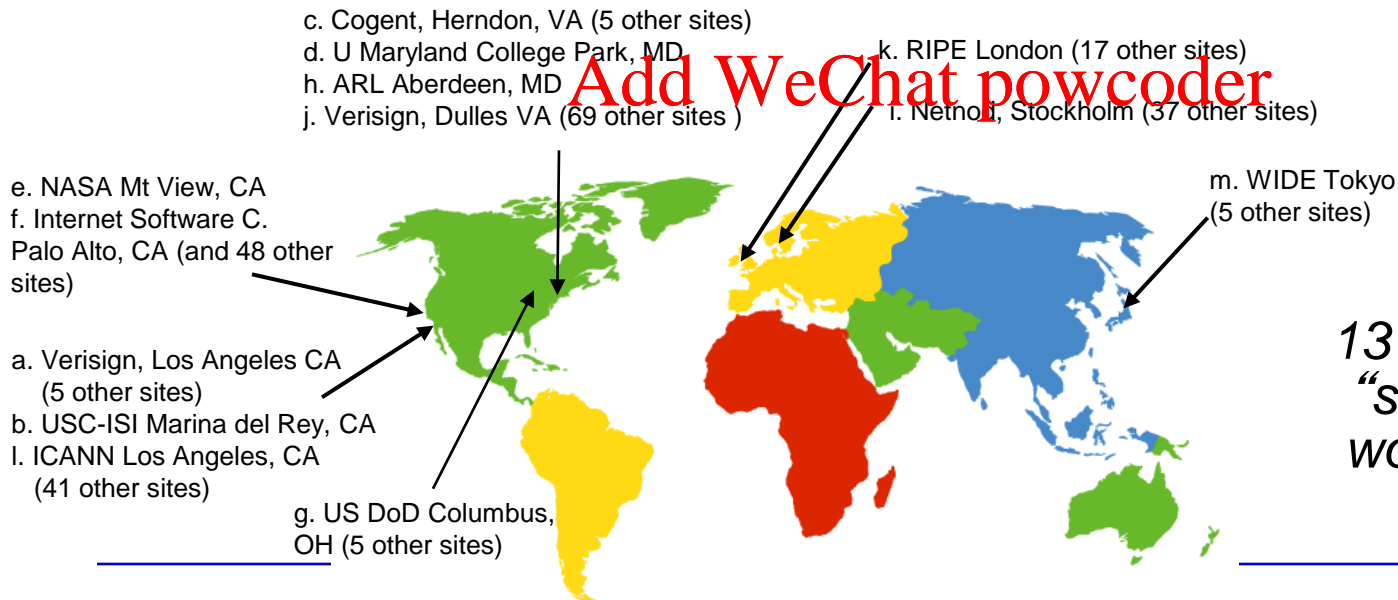 c. Cogent, Herndon, VA (5 other sites)
d. U Maryland College Park, MD
h. ARL Aberdeen, MD
j. Verisign, Dulles VA (69 other sites )
k. RIPE London (17 other sites)
Add WeChat powcoder
i. Netnod, Stockholm (37 other sites)
e. NASA Mt View, CA
f. Internet Software C.
Palo Alto, CA (and 48 other
sites)
m. WIDE Tokyo
(5 other sites)
a. Verisign, Los Angeles CA
(5 other sites)
b. USC-ISI Marina del Rey, CA
l. ICANN Los Angeles, CA
(41 other sites)
g. US DoD Columbus,
OH (5 other sites)
13